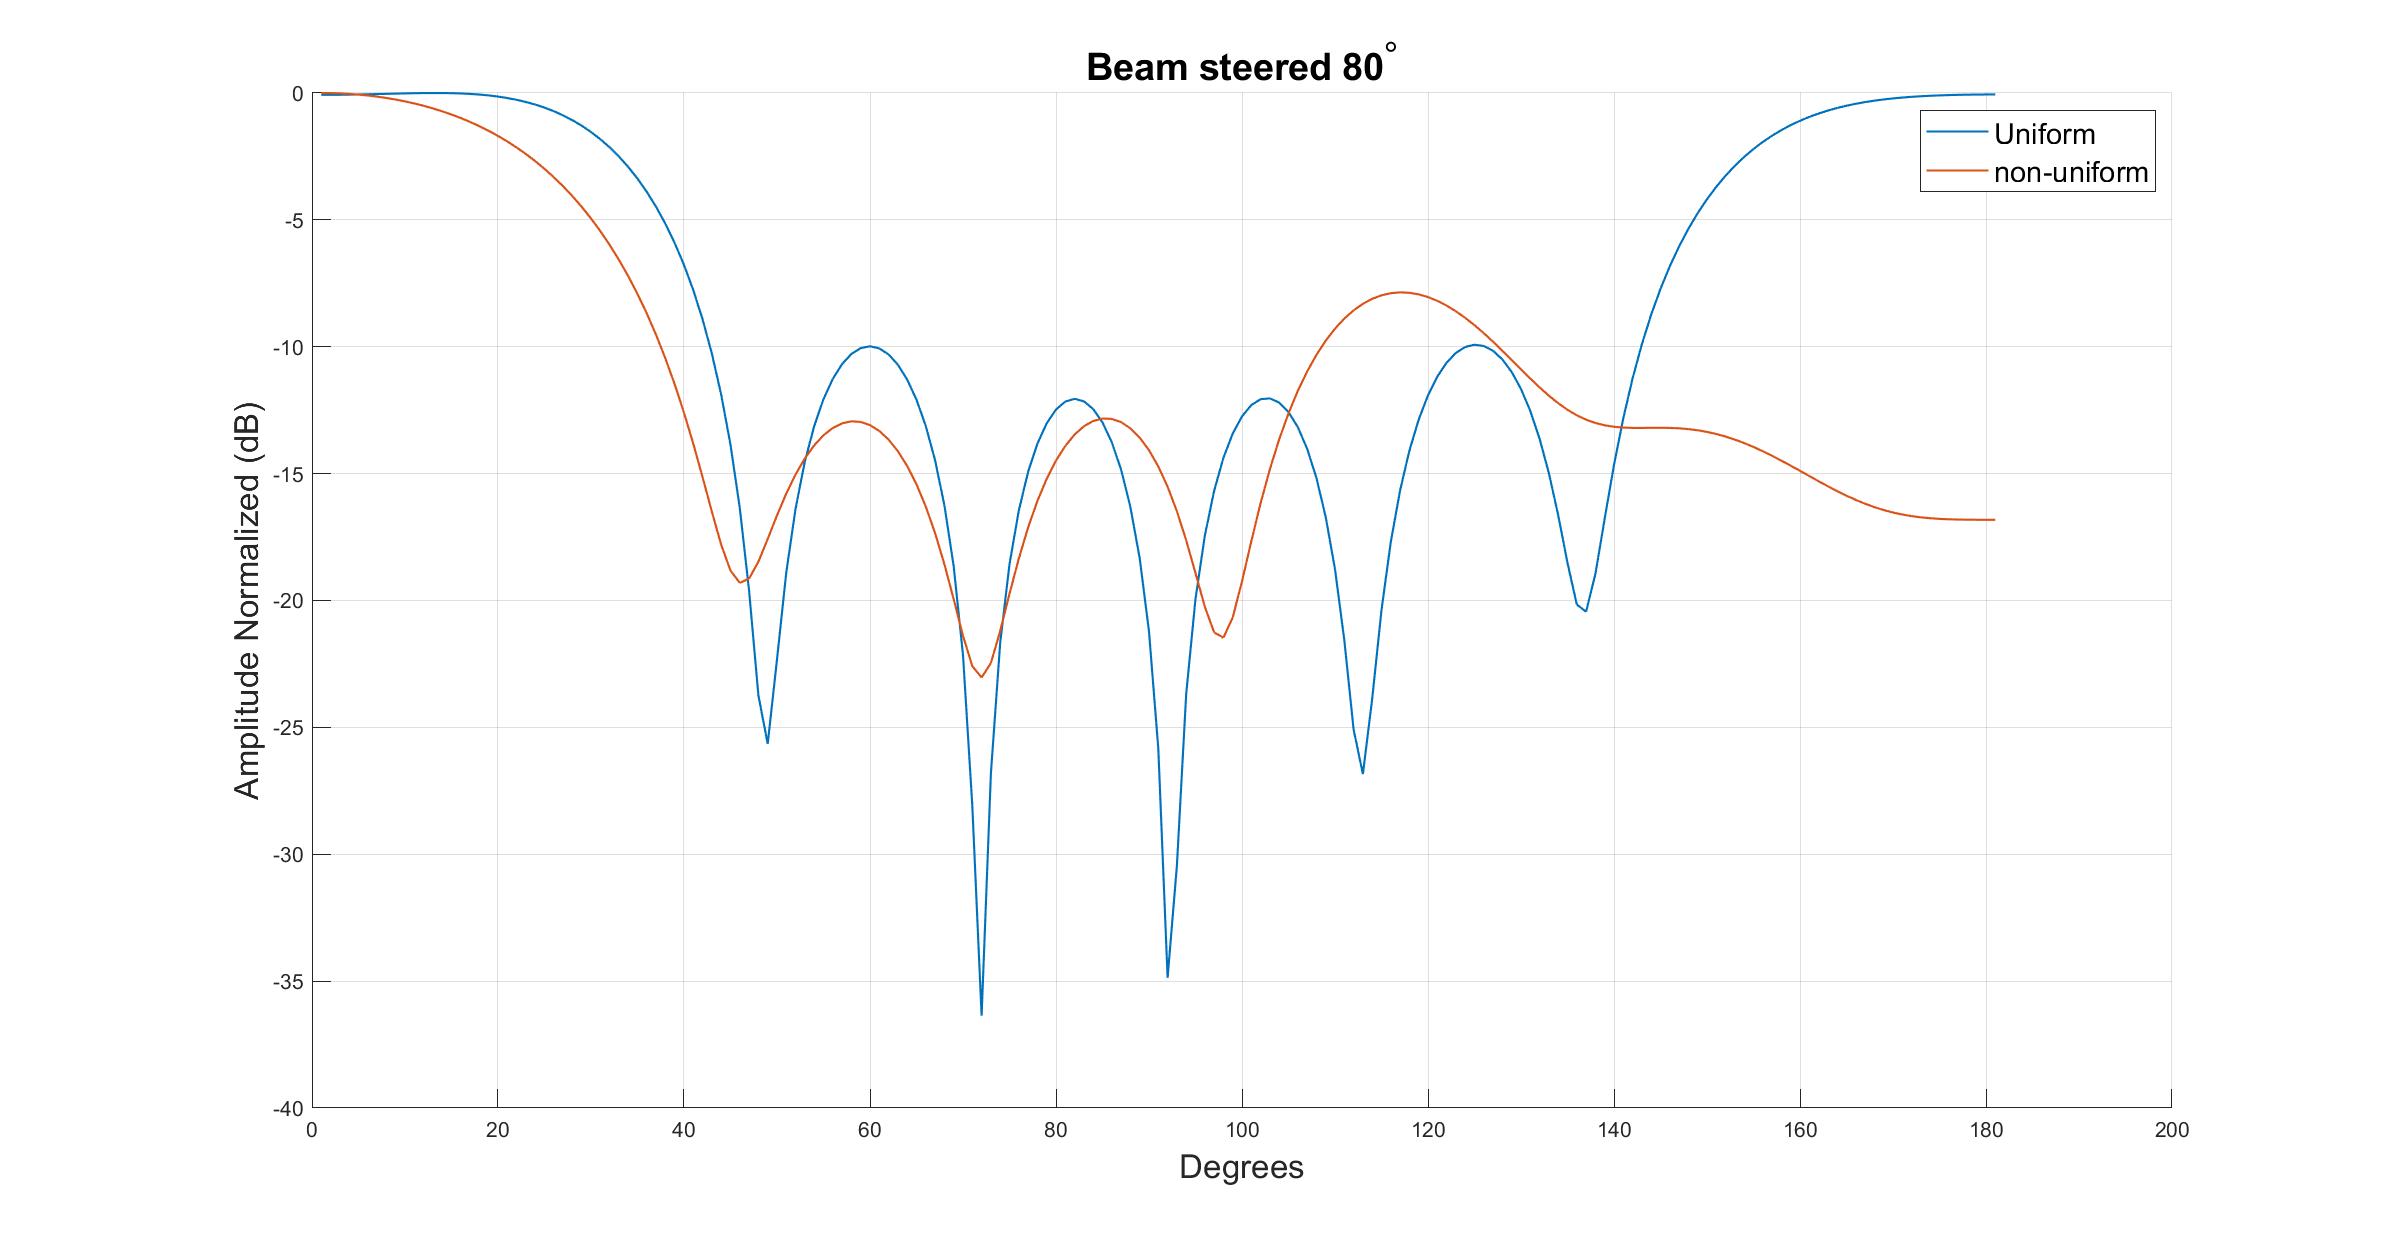 Beam steered 80°
Uniform
non-uniform
Amplitude Normalized (dB)
0
-5
-10
-15
-20
-25
-30
-35
-40
0 20 40 60 80 100 120 140 160 180 200
Degrees